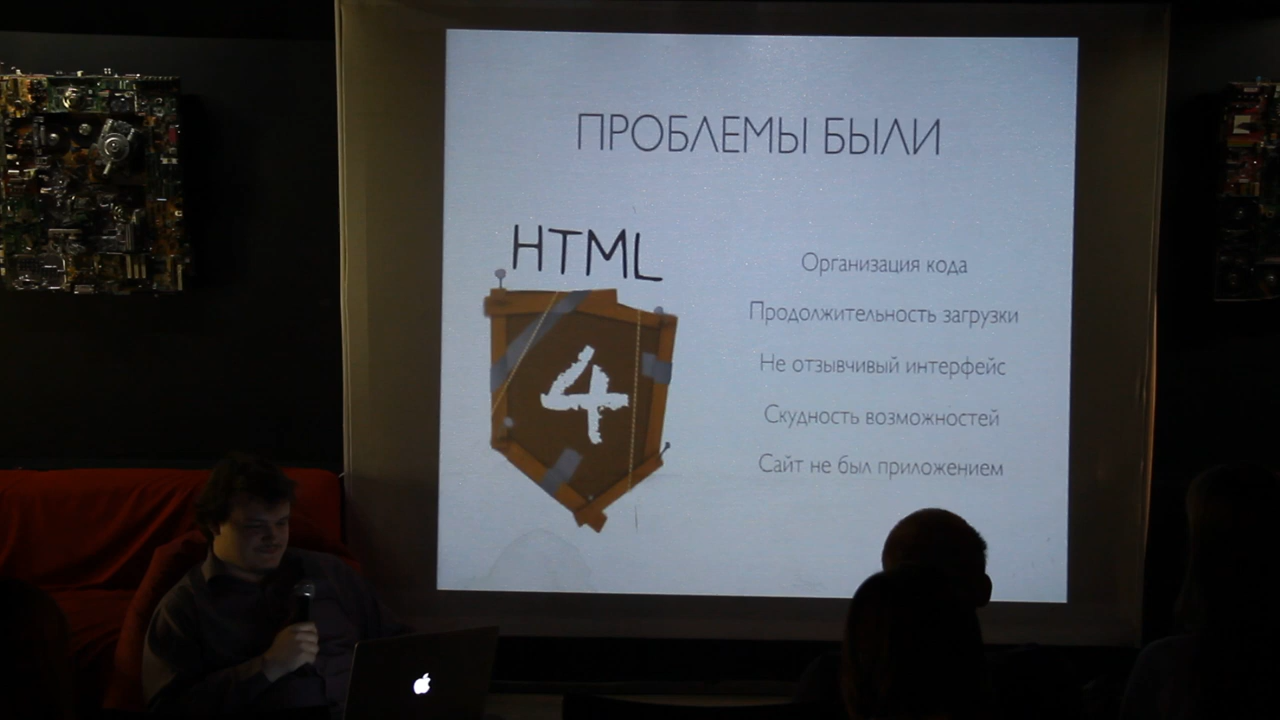 ПРОБЛЕМЫ БЫЛИ
HTML
4
Организация кода
Продолжительность загрузки
Не отзывчивый интерфейс
Скудность возможностей
Сайт не был приложением